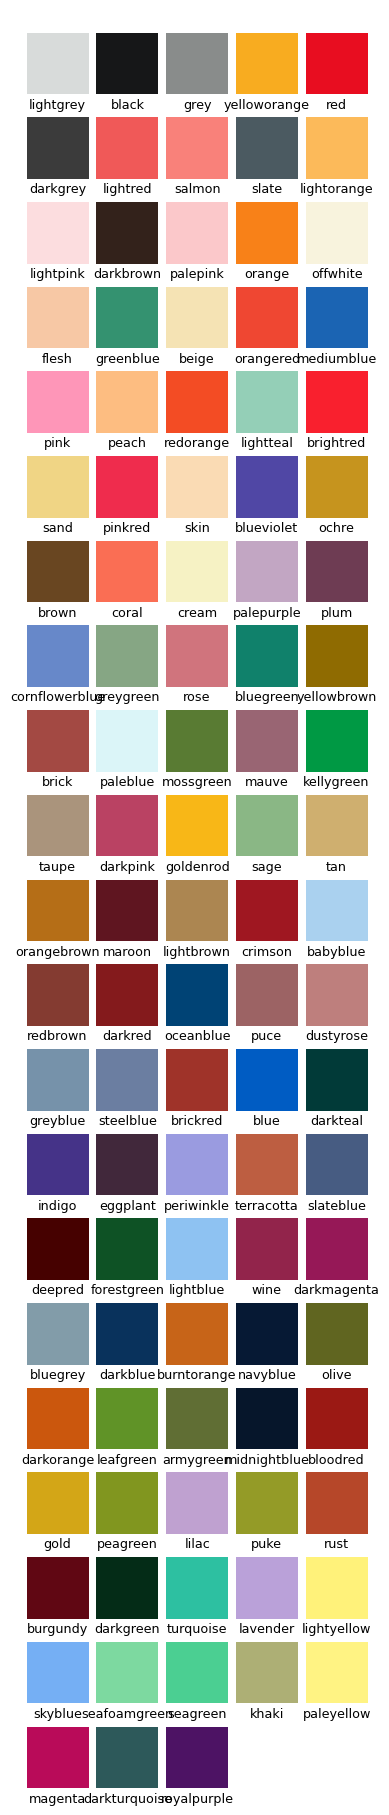 lightgrey black grey yelloworange red
darkgrey lightred salmon slate lightorange
lightpink darkbrown palepink orange offwhite
flesh greenblue beige orangered mediumblue
pink peach redorange lightteal brightred
sand pinkred skin blueviolet ochre
brown coral cream palepurple plum
cornflowerblue greygreen rose bluegreen yellowbrown
brick paleblue mossgreen mauve kellygreen
taupe darkpink goldenrod sage tan
orangebrown maroon lightbrown crimson babyblue
redbrown darkred oceanblue puce dustyrose
greyblue steelblue brickred blue darkteal
indigo eggplant periwinkle terracotta slateblue
deepred forestgreen lightblue wine darkmagenta
bluegrey darkblue burntorange navyblue olive
darkorange leafgreen armygreen midnightblue bloodred
gold peagreen lilac puke rust
burgundy darkgreen turquoise lavender lightyellow
skyblue seafoamgreen seagreen khaki paleyellow
magenta darkturquoise royalpurple